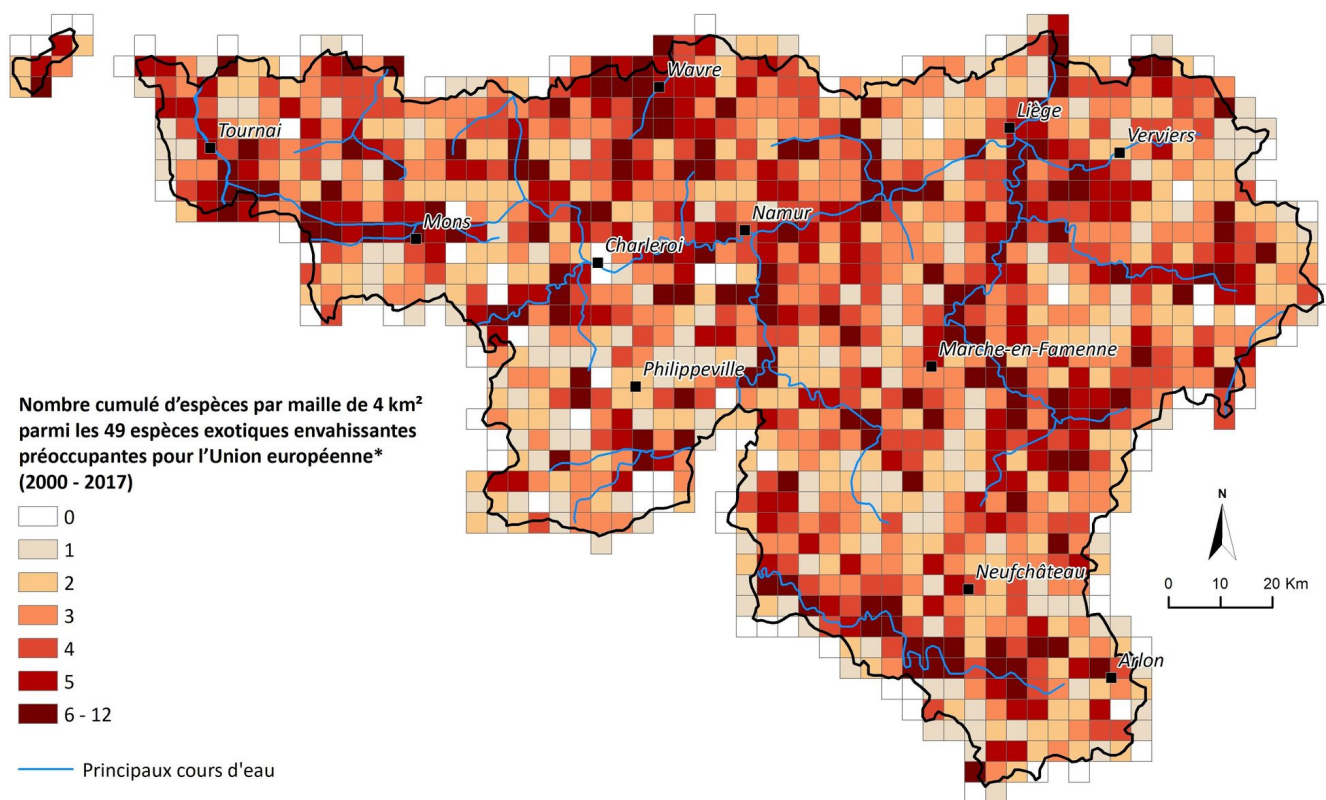 Wavre
Liège
Tournai
Verviers
Namur
Mons
Charleroi
Marche-en-Famenne
Philippeville
Nombre cumulé d'espèces par maille de 4 km²
parmi les 49 espèces exotiques envahissantes
préoccupantes pour l'Union européenne*
(2000 - 2017)
0
1
2
3
4
5
6 - 12
Principaux cours d'eau
N
0 10 20 Km
Neufchâteau
Arlon